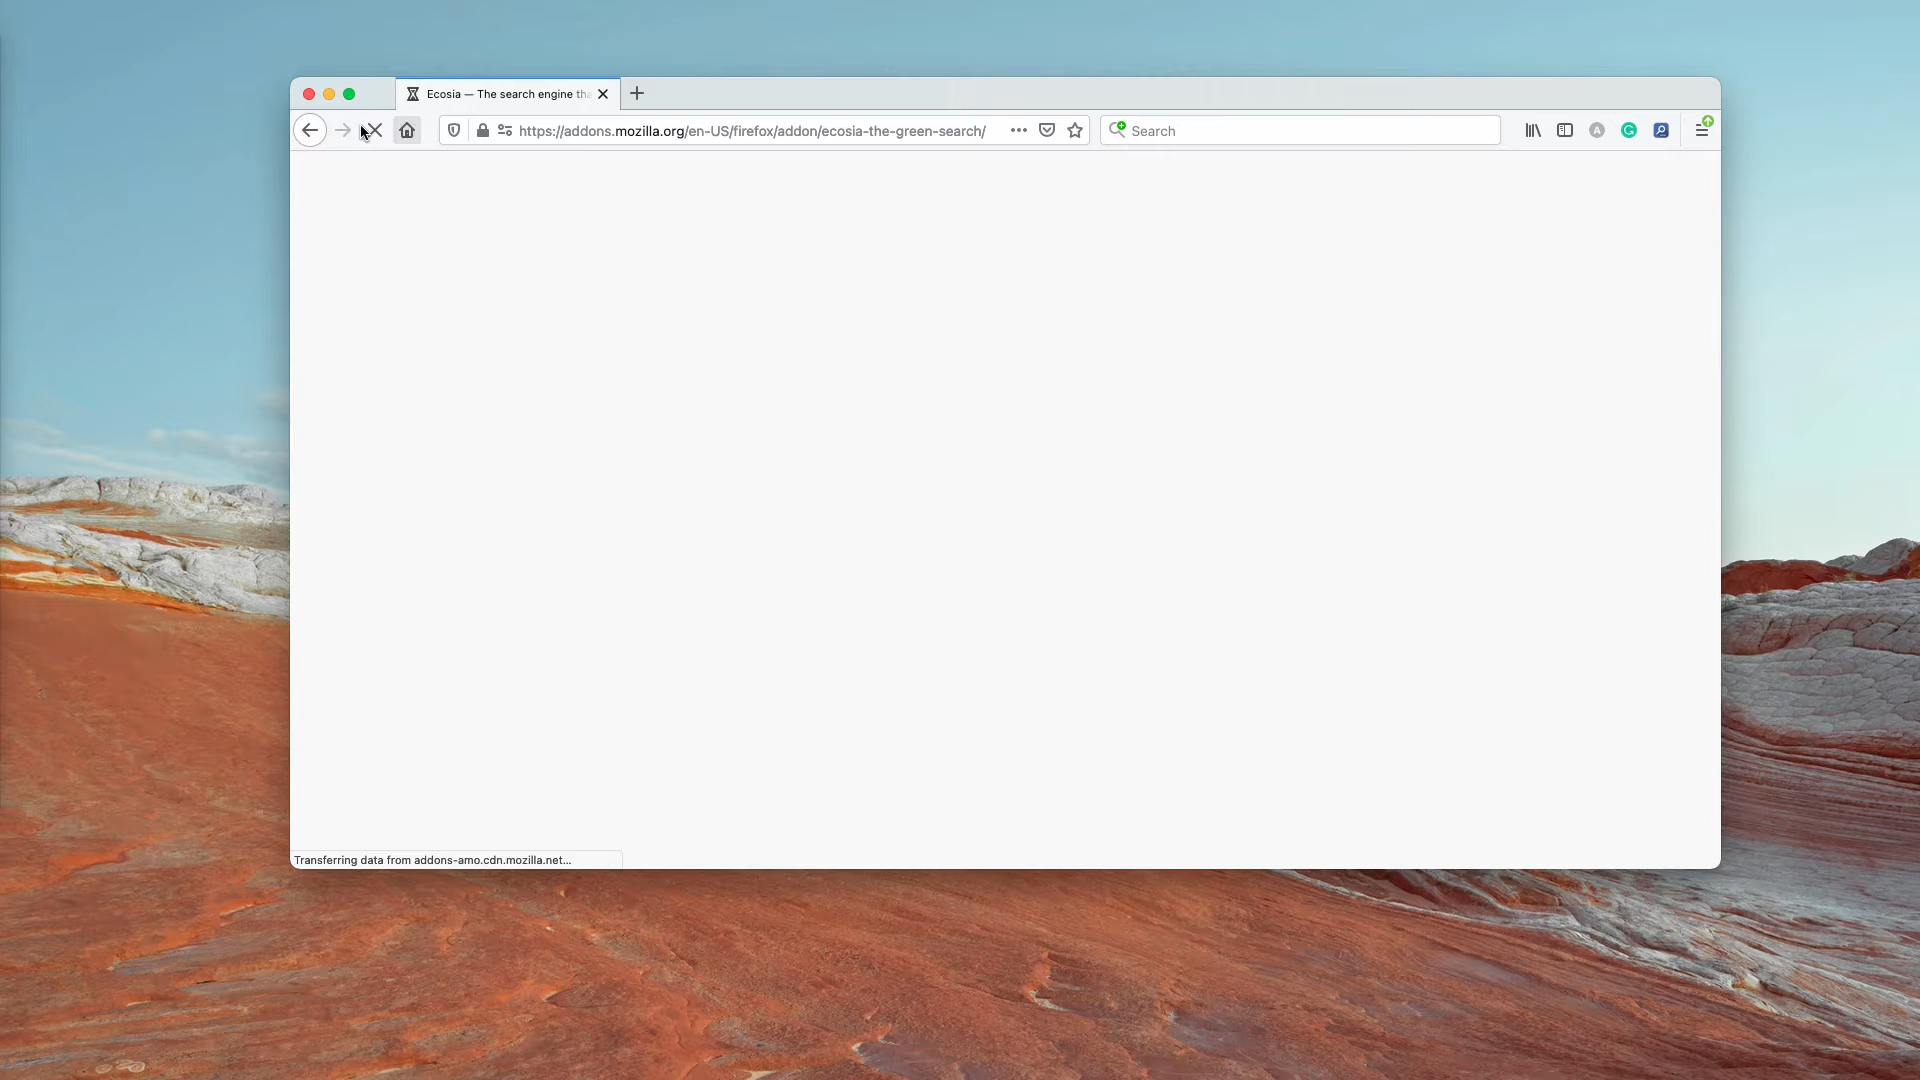 Ecosia — The search engine tha
https://addons.mozilla.org/en-US/firefox/addon/ecosia-the-green-search/
Search
Transferring data from addons-amo.cdn.mozilla.net...